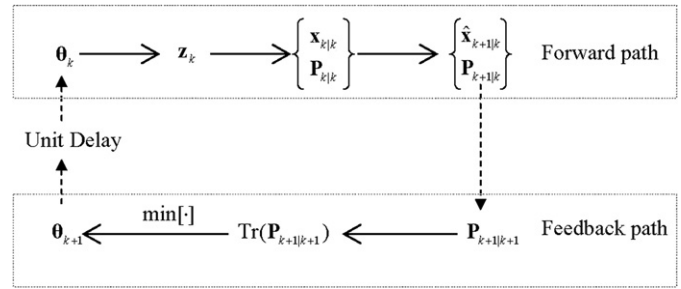 θ_k z_k { x_{k|k} P_{k|k} } { x̂_{k+1|k} P_{k+1|k} } Forward path
Unit Delay
θ_{k+1} min[·] Tr(P_{k+1|k+1}) P_{k+1|k+1} Feedback path